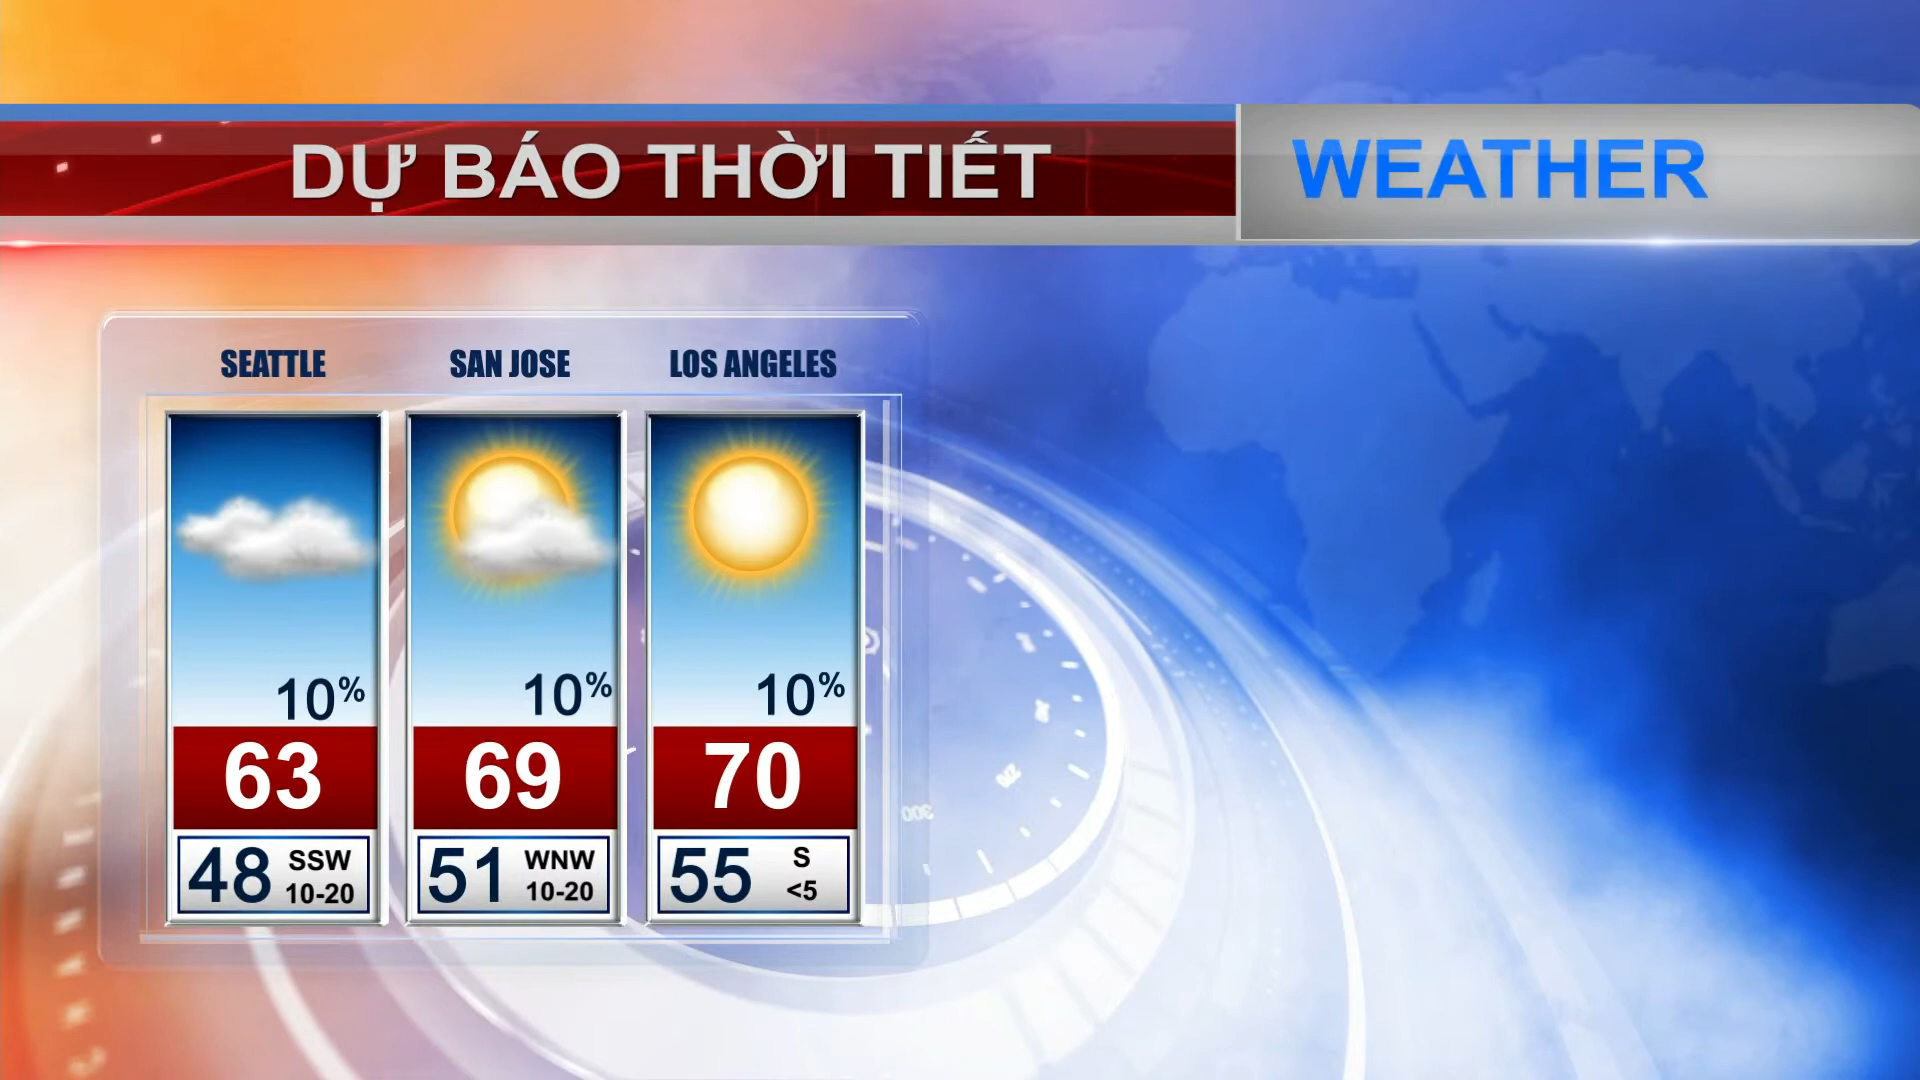 DỰ BÁO THỜI TIẾT
WEATHER
SEATTLE
SAN JOSE
LOS ANGELES
10%
10%
10%
63
69
70
48
SSW
10-20
51
WNW
10-20
55
S
<5
300